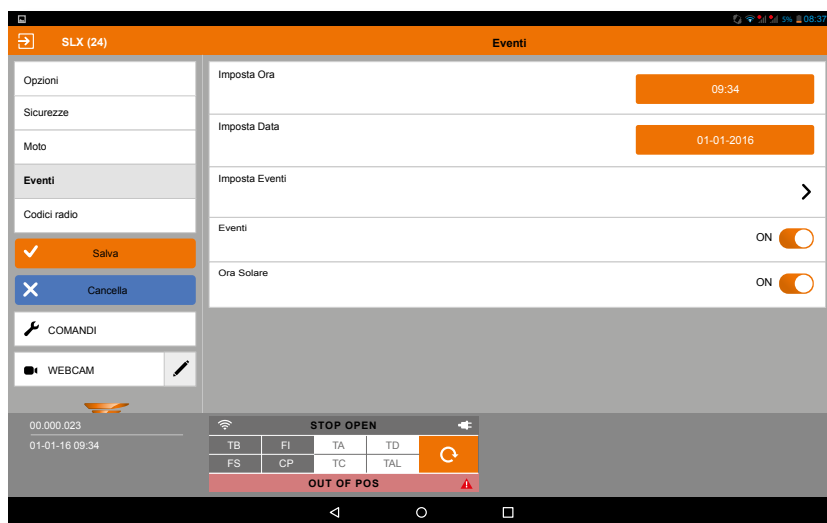 5% 08:37
SLX (24)
Eventi
Opzioni
Sicurezze
Moto
Eventi
Codici radio
Salva
Cancella
COMANDI
WEBCAM
Imposta Ora
09:34
Imposta Data
01-01-2016
Imposta Eventi
Eventi
ON
Ora Solare
ON
00.000.023
01-01-16 09:34
STOP OPEN
TB FI TA TD
FS CP TC TAL
OUT OF POS